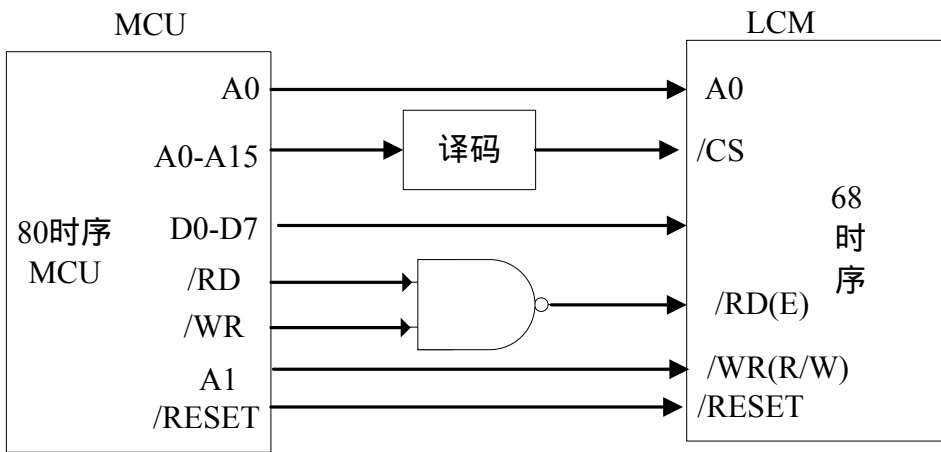 MCU
LCM
A0
A0
A0-A15
译码
/CS
D0-D7
80时序
MCU
68
时
序
/RD
/WR
/RD(E)
A1
/WR(R/W)
/RESET
/RESET